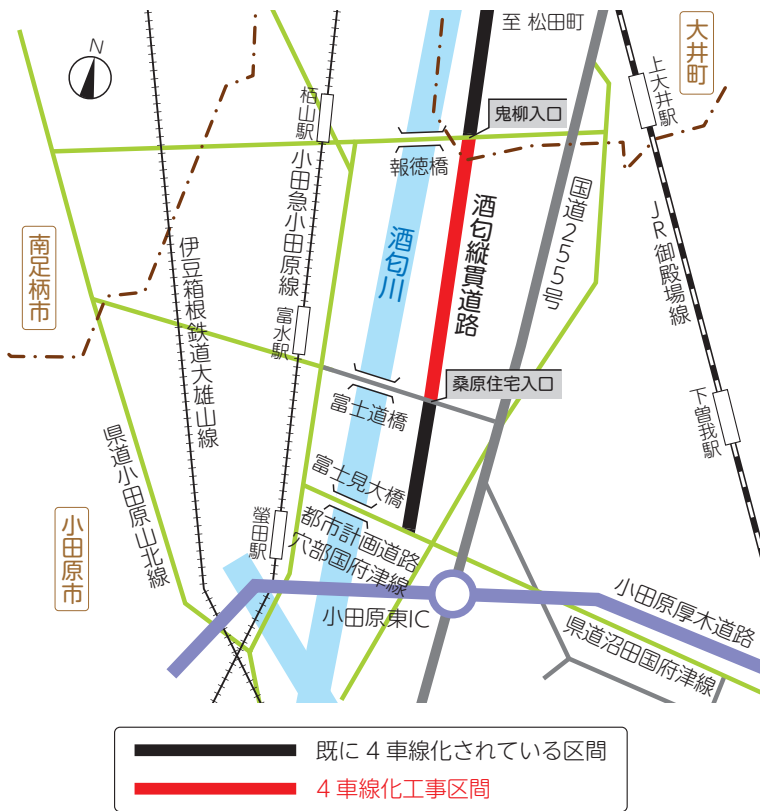 至 松田町
大井町
N
鬼柳入口
上大井駅
栢山駅
報徳橋
小田急小田原線
国道255号
酒匂縦貫道路
酒匂川
JR御殿場線
南足柄市
伊豆箱根鉄道大雄山線
富水駅
桑原住宅入口
富士道橋
下曽我駅
県道小田原山北線
富士見大橋
小田原市
螢田駅
都市計画道路
穴部国府津線
小田原厚木道路
小田原東IC
県道沼田国府津線
既に4車線化されている区間
4車線化工事区間